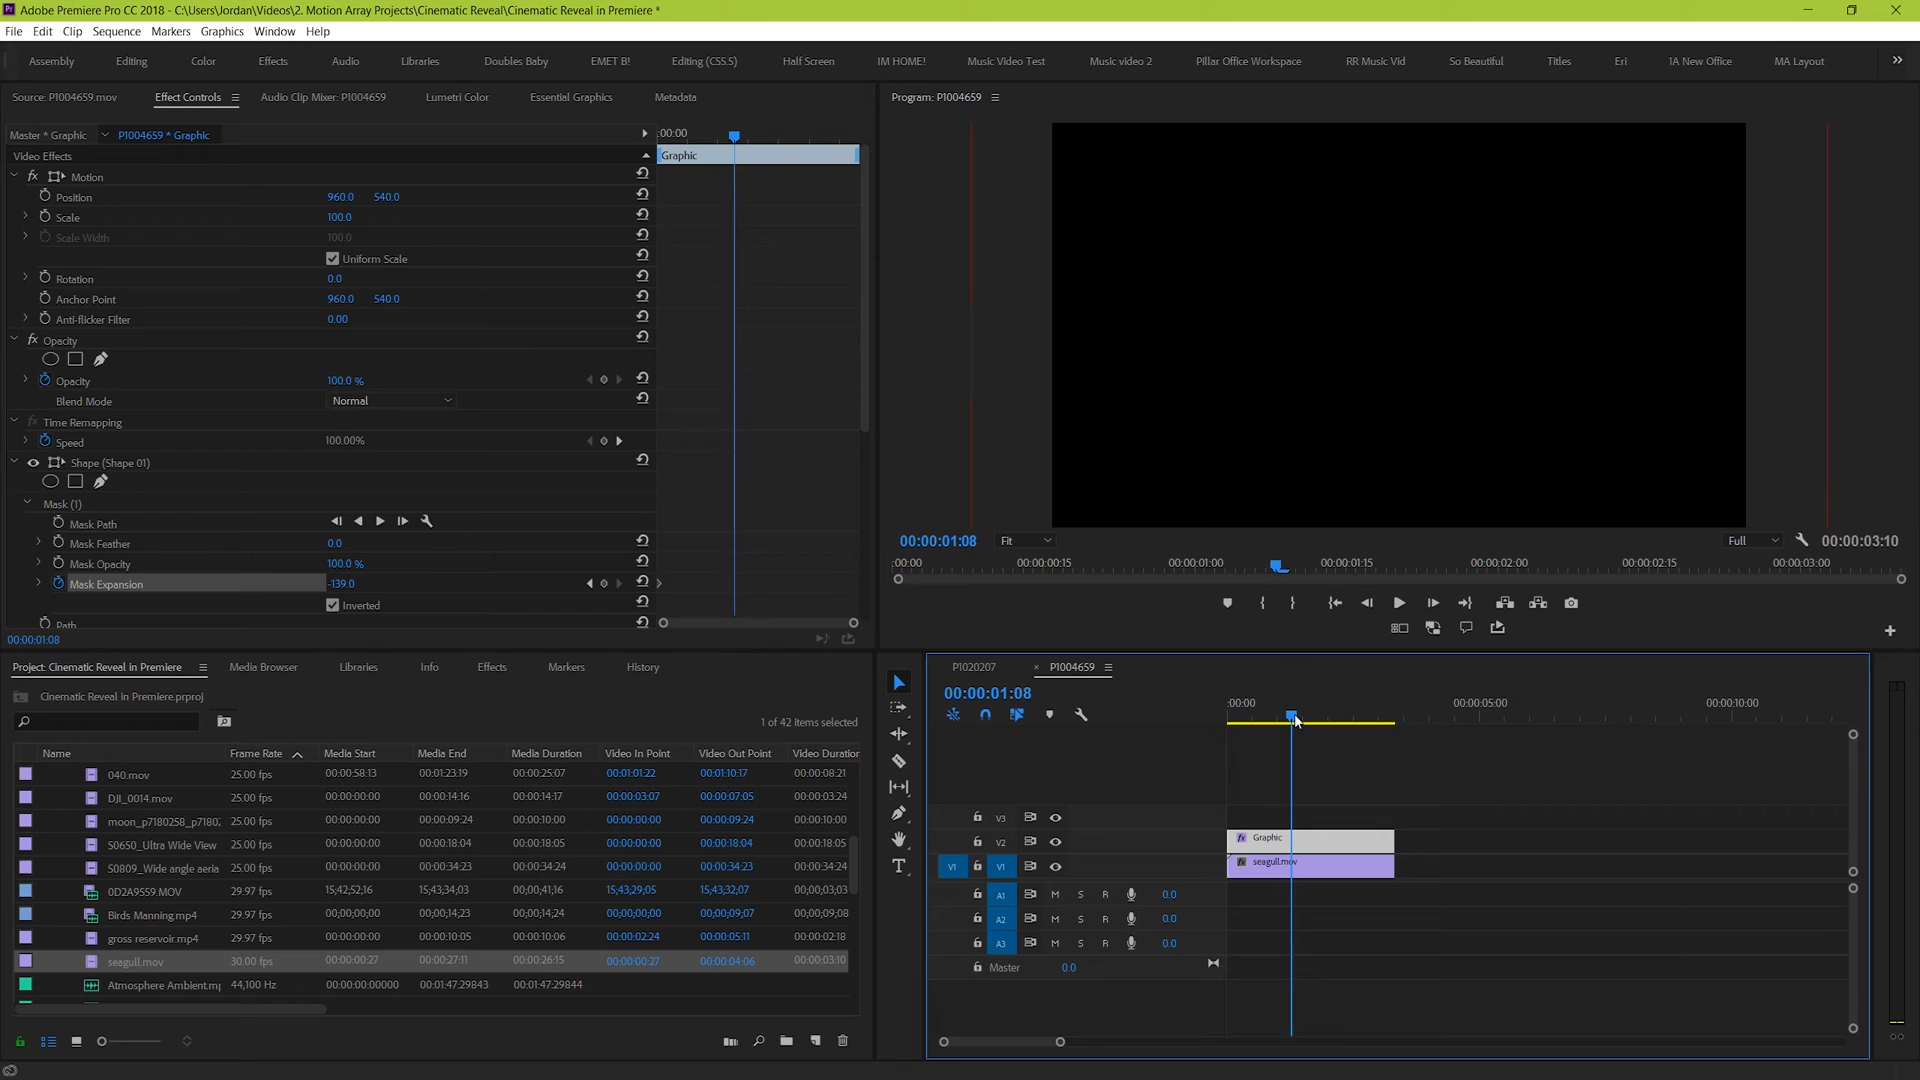 Adobe Premiere Pro CC 2018 - C:\Users\Jordan\Videos\2. Motion Array Projects\Cinematic Reveal\Cinematic Reveal in Premiere *
File Edit Clip Sequence Markers Graphics Window Help
Assembly Editing Color Effects Audio Libraries Doubles Baby EMET B! Editing (CS5.5) Half Screen IM HOME! Music Video Test Music video 2 Pillar Office Workspace RR Music Vid So Beautiful Titles Eri 1A New Office MA Layout
Source: P1004659.mov Effect Controls Audio Clip Mixer: P1004659 Lumetri Color Essential Graphics Metadata
Master * Graphic P1004659 * Graphic :00:00
Video Effects Graphic
fx Motion
Position 960.0 540.0
Scale 100.0
Scale Width 100.0
Uniform Scale
Rotation 0.0
Anchor Point 960.0 540.0
Anti-flicker Filter 0.00
fx Opacity
Opacity 100.0 %
Blend Mode Normal
fx Time Remapping
Speed 100.00%
Shape (Shape 01)
Mask (1)
Mask Path
Mask Feather 0.0
Mask Opacity 100.0 %
Mask Expansion -139.0
Inverted
Path
00:00:01:08
Program: P1004659
00:00:01:08 Fit Full 00:00:03:10
:00:00 00:00:00:15 00:00:01:00 00:00:01:15 00:00:02:00 00:00:02:15 00:00:03:00
Project: Cinematic Reveal in Premiere Media Browser Libraries Info Effects Markers History
Cinematic Reveal In Premiere.prproj
1 of 42 items selected
Name Frame Rate Media Start Media End Media Duration Video In Point Video Out Point Video Duration
040.mov 25.00 fps 00:00:58:13 00:01:23:19 00:00:25:07 00:01:01:22 00:01:10:17 00:00:08:21
DJI_0014.mov 25.00 fps 00:00:00:00 00:00:14:16 00:00:14:17 00:00:03:07 00:00:07:05 00:00:03:24
moon_p7180258_p7180: 25.00 fps 00:00:00:00 00:00:09:24 00:00:10:00 00:00:00:00 00:00:09:24 00:00:10:00
S0650_Ultra Wide View 25.00 fps 00:00:00:00 00:00:18:04 00:00:18:05 00:00:00:00 00:00:18:04 00:00:18:05
S0809_Wide angle aeria 25.00 fps 00:00:00:00 00:00:34:23 00:00:34:24 00:00:00:00 00:00:34:23 00:00:34:24
0D2A9559.MOV 29.97 fps 15;42;52;16 15;43;34;03 00;00;41;16 15;43;29;05 15;43;32;07 00;00;03;03
Birds Manning.mp4 29.97 fps 00;00;00;00 00;00;14;23 00;00;14;24 00;00;00;00 00;00;09;07 00;00;09;08
gross reservoir.mp4 29.97 fps 00:00:00:00 00:00:10:05 00:00:10:06 00:00:02:24 00:00:05:11 00:00:02:18
seagull.mov 30.00 fps 00:00:00:27 00:00:27:11 00:00:26:15 00:00:00:27 00:00:04:06 00:00:03:10
Atmosphere Ambient.mp 44,100 Hz 00:00:00:00000 00:01:47:29843 00:01:47:29844
P1020207 × P1004659
00:00:01:08 :00:00 00:00:05:00 00:00:10:00
V3
V2 fx Graphic
V1 V1 fx seagull.mov
A1 M S R 0.0
A2 M S R 0.0
A3 M S R 0.0
Master 0.0